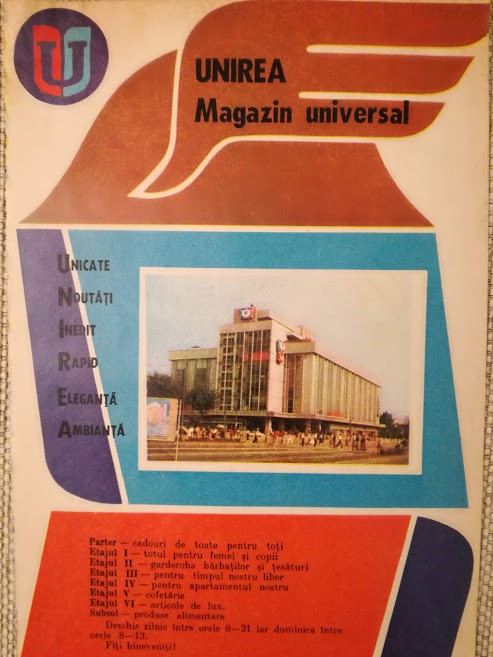 U
UNIREA
Magazin universal
UNICATE
NOUTĂȚI
INEDIT
RAPID
ELEGANȚĂ
AMBIANȚĂ
Parter — cadouri de toate pentru toți
Etajul I — totul pentru femei și copii
Etajul II — garderoba bărbaților și țesături
Etajul III — pentru timpul nostru liber
Etajul IV — pentru apartamentul nostru
Etajul V — cofetărie
Etajul VI — articole de lux.
Subsol — produse alimentare
Deschis zilnic între orele 8—21 iar duminica între
orele 8—13.
Fiți bineveniți!